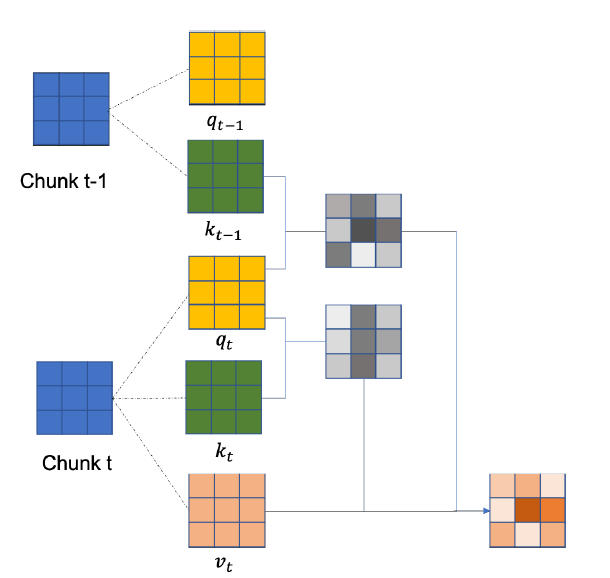 q_{t-1}
Chunk t-1
k_{t-1}
q_t
k_t
Chunk t
v_t